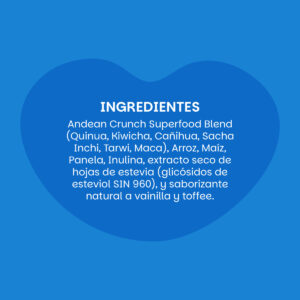 INGREDIENTES
Andean Crunch Superfood Blend
(Quinua, Kiwicha, Cañihua, Sacha
Inchi, Tarwi, Maca), Arroz, Maíz,
Panela, Inulina, extracto seco de
hojas de estevia (glicósidos de
esteviol SIN 960), y saborizante
natural a vainilla y toffee.